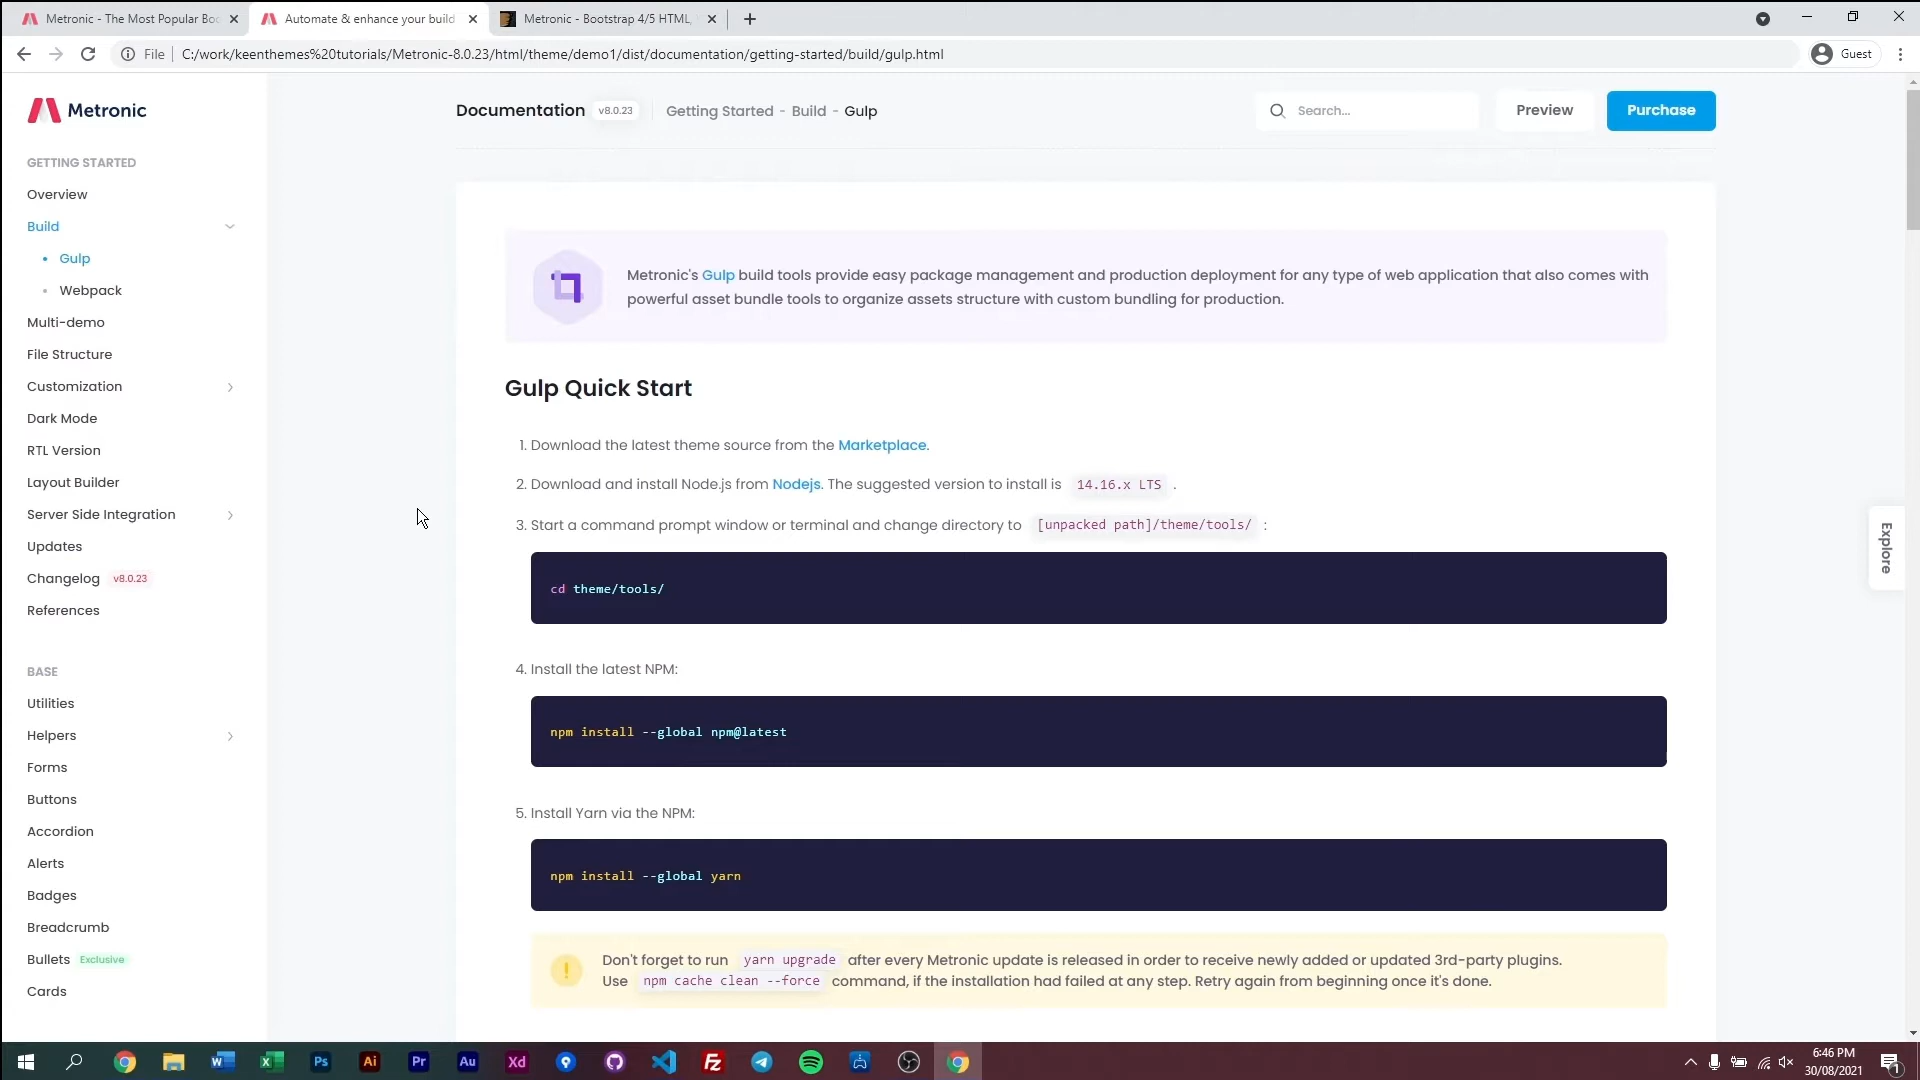 Metronic - The Most Popular Boo
Automate & enhance your build
Metronic - Bootstrap 4/5 HTML,
File
C:/work/keenthemes%20tutorials/Metronic-8.0.23/html/theme/demo1/dist/documentation/getting-started/build/gulp.html
Guest
Metronic
GETTING STARTED
Overview
Build
Gulp
Webpack
Multi-demo
File Structure
Customization
Dark Mode
RTL Version
Layout Builder
Server Side Integration
Updates
Changelog v8.0.23
References
BASE
Utilities
Helpers
Forms
Buttons
Accordion
Alerts
Badges
Breadcrumb
Bullets Exclusive
Cards
Documentation v8.0.23 Getting Started - Build - Gulp
Search...
Preview
Purchase
Metronic's Gulp build tools provide easy package management and production deployment for any type of web application that also comes with
powerful asset bundle tools to organize assets structure with custom bundling for production.
Gulp Quick Start
1. Download the latest theme source from the Marketplace.
2. Download and install Node.js from Nodejs. The suggested version to install is 14.16.x LTS .
3. Start a command prompt window or terminal and change directory to [unpacked path]/theme/tools/ :
cd theme/tools/
4. Install the latest NPM:
npm install --global npm@latest
5. Install Yarn via the NPM:
npm install --global yarn
Don't forget to run yarn upgrade after every Metronic update is released in order to receive newly added or updated 3rd-party plugins.
Use npm cache clean --force command, if the installation had failed at any step. Retry again from beginning once it's done.
Explore
Ps
Ai
Pr
Au
Xd
6:46 PM
30/08/2021
1